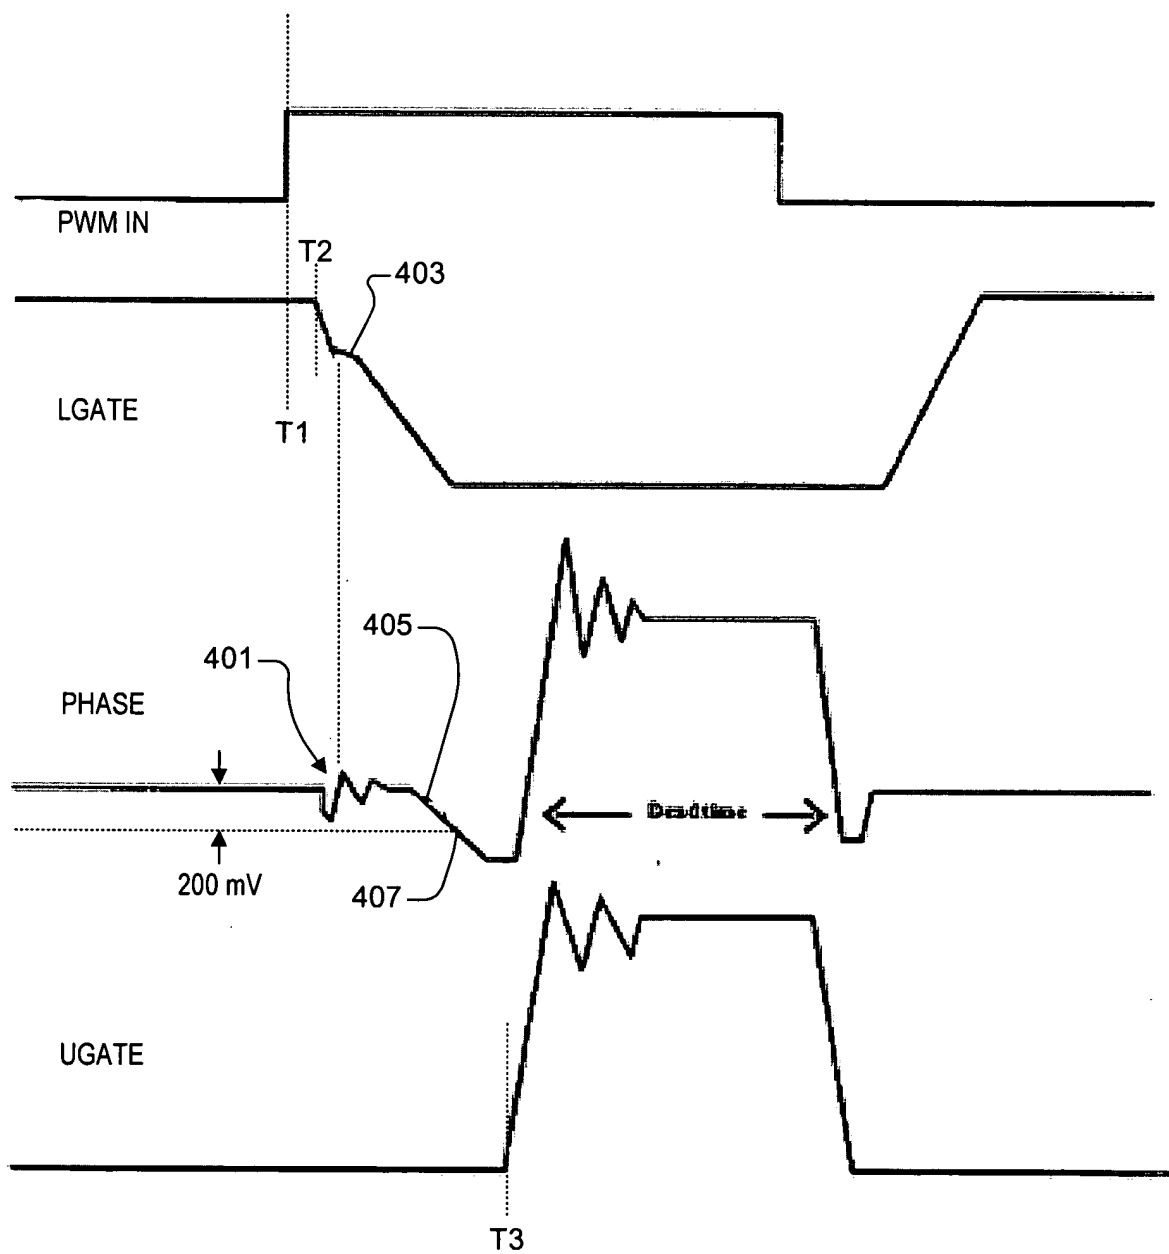 PWM IN
T2
403
LGATE
T1
405
401
PHASE
Deadtime
200 mV
407
UGATE
T3